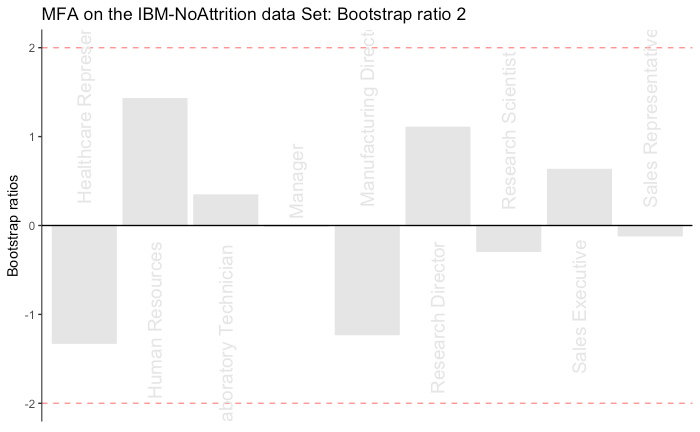 MFA on the IBM-NoAttrition data Set: Bootstrap ratio 2
Bootstrap ratios
2
1
0
-1
-2
Healthcare Represer
Human Resources
aboratory Technician
Manager
Manufacturing Direct
Research Director
Research Scientist
Sales Executive
Sales Representative